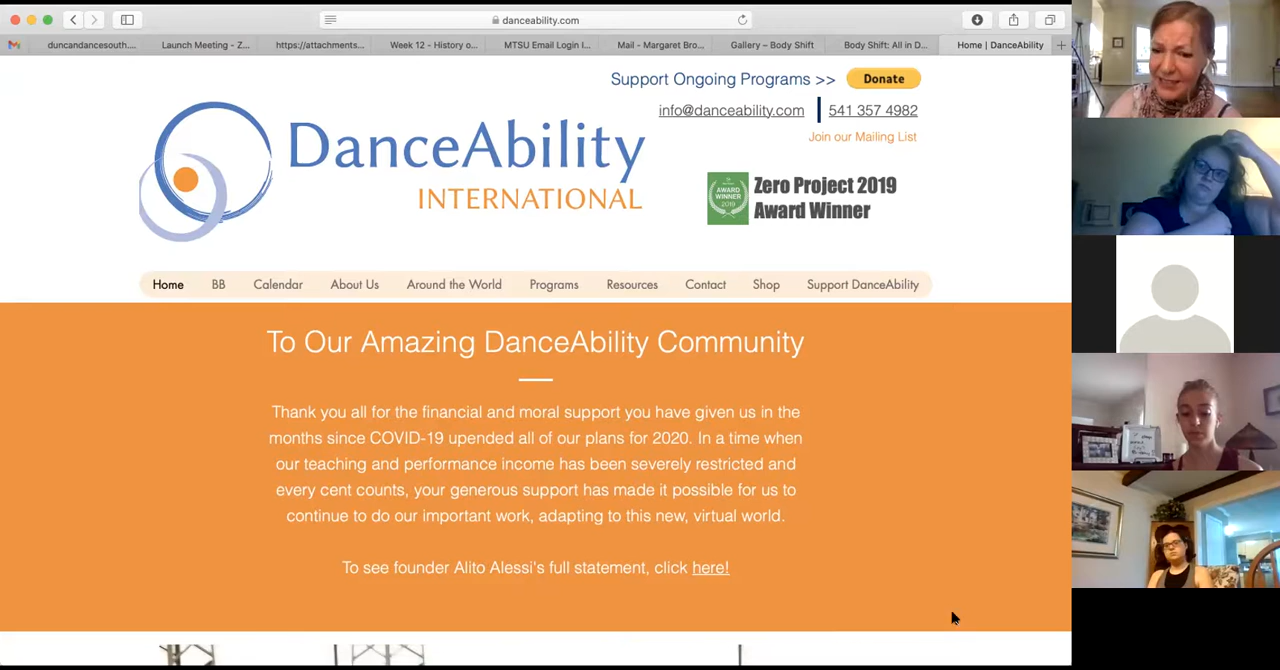 danceability.com
duncandancesouth....
Launch Meeting - Z...
https://attachments...
Week 12 - History o...
MTSU Email Login I...
Mail - Margaret Bro...
Gallery – Body Shift
Body Shift: All in D...
Home | DanceAbility
Support Ongoing Programs >> Donate
info@danceability.com 541 357 4982
Join our Mailing List
DanceAbility
INTERNATIONAL
AWARD
WINNER
2019
Zero Project 2019
Award Winner
Home BB Calendar About Us Around the World Programs Resources Contact Shop Support DanceAbility
To Our Amazing DanceAbility Community
Thank you all for the financial and moral support you have given us in the
months since COVID-19 upended all of our plans for 2020. In a time when
our teaching and performance income has been severely restricted and
every cent counts, your generous support has made it possible for us to
continue to do our important work, adapting to this new, virtual world.
To see founder Alito Alessi's full statement, click here!